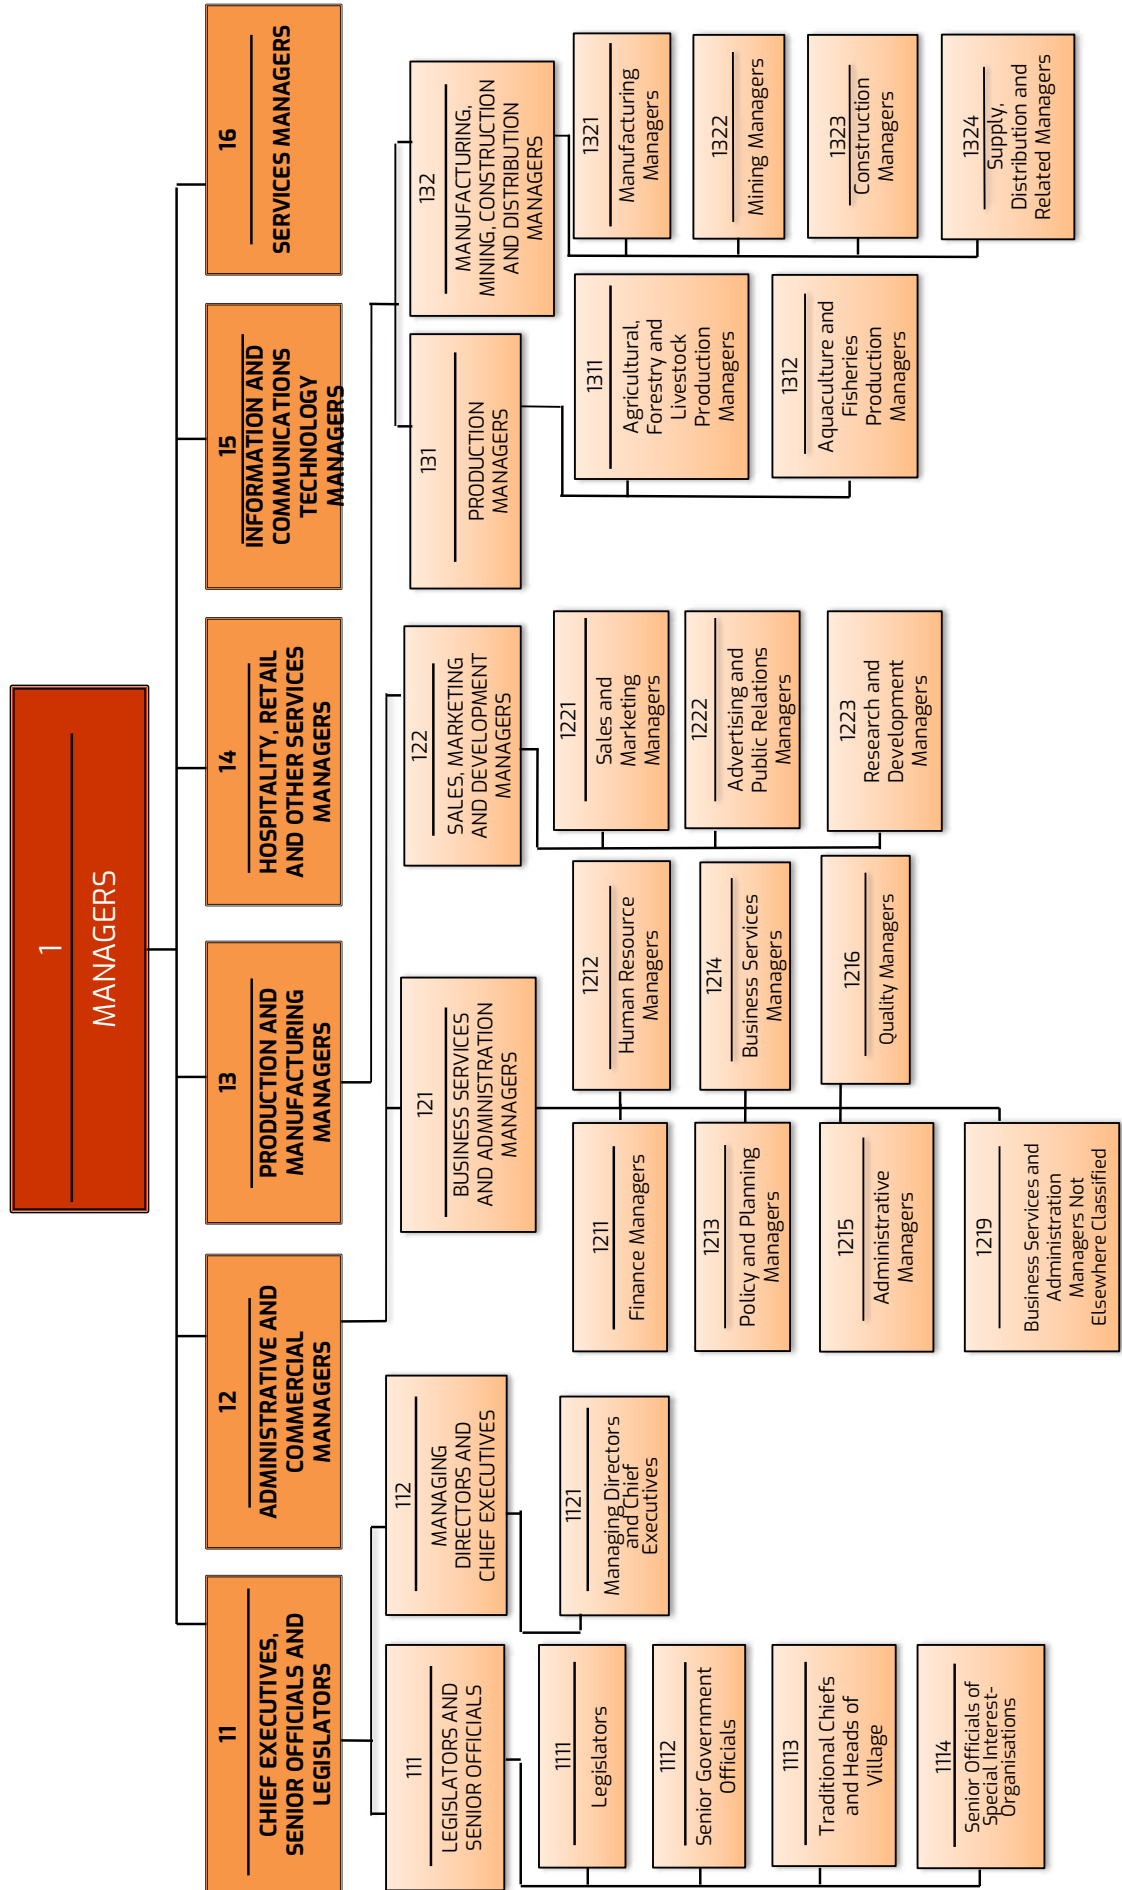 1
MANAGERS
11
CHIEF EXECUTIVES,
SENIOR OFFICIALS AND
LEGISLATORS
12
ADMINISTRATIVE AND
COMMERCIAL
MANAGERS
13
PRODUCTION AND
MANUFACTURING
MANAGERS
14
HOSPITALITY, RETAIL
AND OTHER SERVICES
MANAGERS
15
INFORMATION AND
COMMUNICATIONS
TECHNOLOGY
MANAGERS
16
SERVICES MANAGERS
111
LEGISLATORS AND
SENIOR OFFICIALS
112
MANAGING
DIRECTORS AND
CHIEF EXECUTIVES
121
BUSINESS SERVICES
AND ADMINISTRATION
MANAGERS
122
SALES, MARKETING
AND DEVELOPMENT
MANAGERS
131
PRODUCTION
MANAGERS
132
MANUFACTURING,
MINING, CONSTRUCTION
AND DISTRIBUTION
MANAGERS
1111
Legislators
1112
Senior Government
Officials
1113
Traditional Chiefs
and Heads of
Village
1114
Senior Officials of
Special Interest-
Organisations
1121
Managing Directors
and Chief
Executives
1211
Finance Managers
1212
Human Resource
Managers
1213
Policy and Planning
Managers
1214
Business Services
Managers
1215
Administrative
Managers
1216
Quality Managers
1219
Business Services and
Administration
Managers Not
Elsewhere Classified
1221
Sales and
Marketing
Managers
1222
Advertising and
Public Relations
Managers
1223
Research and
Development
Managers
1311
Agricultural,
Forestry and
Livestock
Production
Managers
1312
Aquaculture and
Fisheries
Production
Managers
1321
Manufacturing
Managers
1322
Mining Managers
1323
Construction
Managers
1324
Supply,
Distribution and
Related Managers